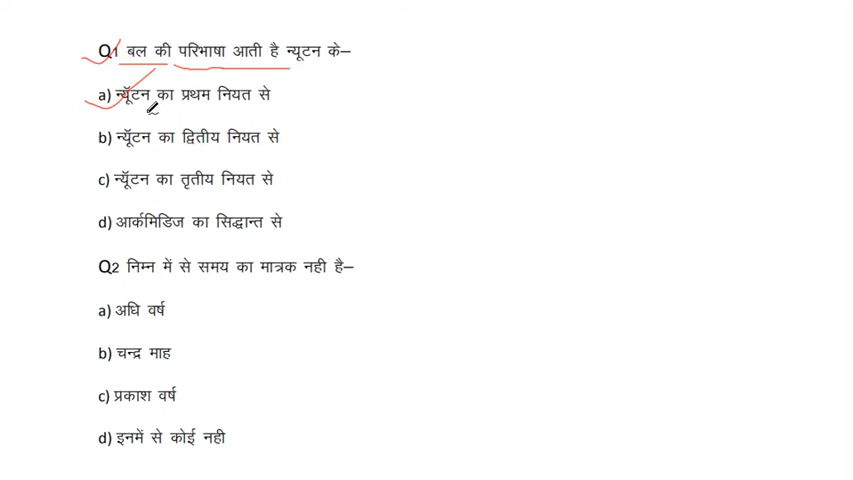 Q1 बल की परिभाषा आती है न्यूटन के–
a) न्यूॅटन का प्रथम नियत से
b) न्यूॅटन का द्वितीय नियत से
c) न्यूॅटन का तृतीय नियत से
d) आर्कमिडिज का सिद्धान्त से
Q2 निम्न में से समय का मात्रक नही है–
a) अधि वर्ष
b) चन्द्र माह
c) प्रकाश वर्ष
d) इनमें से कोई नही